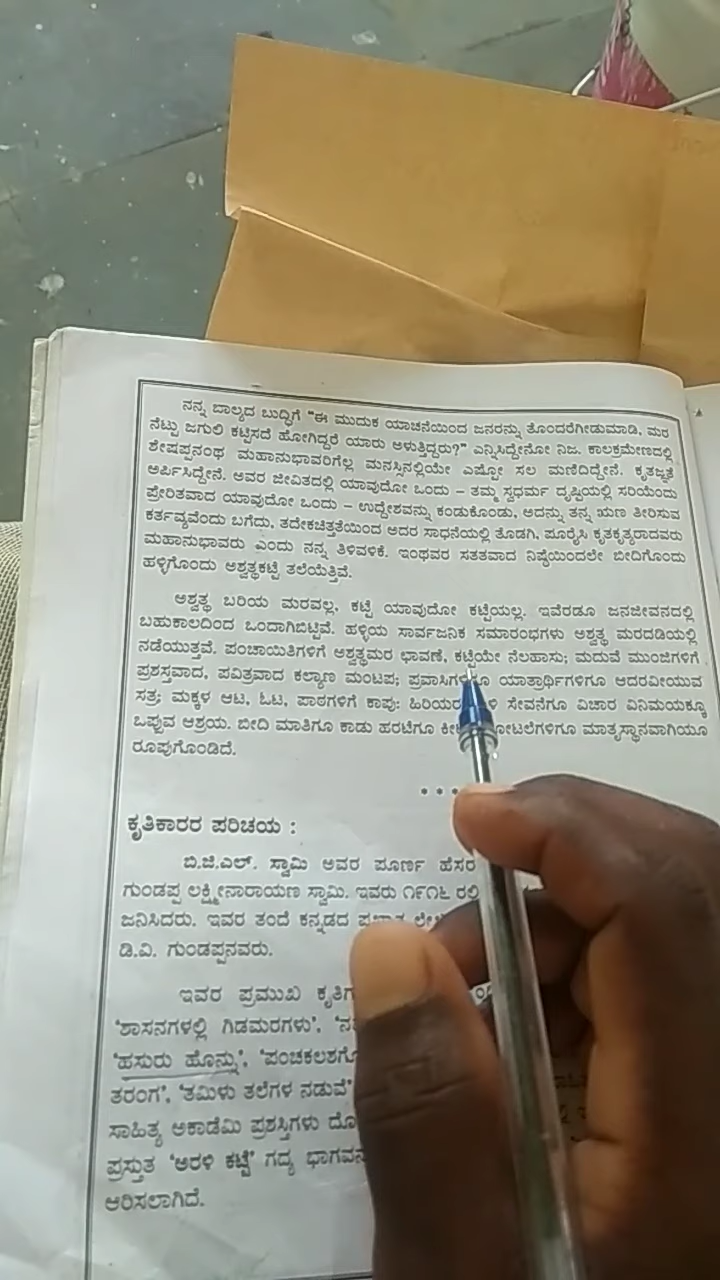 ನನ್ನ ಬಾಲ್ಯದ ಬುದ್ಧಿಗೆ "ಈ ಮುದುಕ ಯಾಚನೆಯಿಂದ ಜನರನ್ನು ತೊಂದರೆಗೀಡುಮಾಡಿ, ಮರ
ನೆಟ್ಟು ಜಗುಲಿ ಕಟ್ಟಿಸದೆ ಹೋಗಿದ್ದರೆ ಯಾರು ಅಳುತ್ತಿದ್ದರು?" ಎನ್ನಿಸಿದ್ದೇನೋ ನಿಜ. ಕಾಲಕ್ರಮೇಣದಲ್ಲಿ
ಶೇಷಪ್ಪನಂಥ ಮಹಾನುಭಾವರಿಗೆಲ್ಲ ಮನಸ್ಸಿನಲ್ಲಿಯೇ ಎಷ್ಟೋ ಸಲ ಮಣಿದಿದ್ದೇನೆ. ಕೃತಜ್ಞತೆ
ಅರ್ಪಿಸಿದ್ದೇನೆ. ಅವರ ಜೀವಿತದಲ್ಲಿ ಯಾವುದೋ ಒಂದು – ತಮ್ಮ ಸ್ವಧರ್ಮ ದೃಷ್ಟಿಯಲ್ಲಿ ಸರಿಯೆಂದು
ಪ್ರೇರಿತವಾದ ಯಾವುದೋ ಒಂದು – ಉದ್ದೇಶವನ್ನು ಕಂಡುಕೊಂಡು, ಅದನ್ನು ತನ್ನ ಋಣ ತೀರಿಸುವ
ಕರ್ತವ್ಯವೆಂದು ಬಗೆದು, ತದೇಕಚಿತ್ತತೆಯಿಂದ ಅದರ ಸಾಧನೆಯಲ್ಲಿ ತೊಡಗಿ, ಪೂರೈಸಿ ಕೃತಕೃತ್ಯರಾದವರು
ಮಹಾನುಭಾವರು ಎಂದು ನನ್ನ ತಿಳಿವಳಿಕೆ. ಇಂಥವರ ಸತತವಾದ ನಿಷ್ಠೆಯಿಂದಲೇ ಬೀದಿಗೊಂದು
ಹಳ್ಳಿಗೊಂದು ಅಶ್ವತ್ಥಕಟ್ಟೆ ತಲೆಯೆತ್ತಿವೆ.
ಅಶ್ವತ್ಥ ಬರಿಯ ಮರವಲ್ಲ, ಕಟ್ಟೆ ಯಾವುದೋ ಕಟ್ಟೆಯಲ್ಲ. ಇವೆರಡೂ ಜನಜೀವನದಲ್ಲಿ
ಬಹುಕಾಲದಿಂದ ಒಂದಾಗಿಬಿಟ್ಟಿವೆ. ಹಳ್ಳಿಯ ಸಾರ್ವಜನಿಕ ಸಮಾರಂಭಗಳು ಅಶ್ವತ್ಥ ಮರದಡಿಯಲ್ಲಿ
ನಡೆಯುತ್ತವೆ. ಪಂಚಾಯಿತಿಗಳಿಗೆ ಅಶ್ವತ್ಥಮರ ಛಾವಣೆ, ಕಟ್ಟೆಯೇ ನೆಲಹಾಸು; ಮದುವೆ ಮುಂಜಿಗಳಿಗೆ
ಪ್ರಶಸ್ತವಾದ, ಪವಿತ್ರವಾದ ಕಲ್ಯಾಣ ಮಂಟಪ; ಯಾತ್ರಾರ್ಥಿಗಳಿಗೂ ಆದರವೀಯುವ
ಸತ್ರ; ಮಕ್ಕಳ ಆಟ, ಓಟ, ಪಾಠಗಳಿಗೆ ಕಾಪು: ಸೇವನೆಗೂ ವಿಚಾರ ವಿನಿಮಯಕ್ಕೂ
ಒಪ್ಪುವ ಆಶ್ರಯ. ಬೀದಿ ಮಾತಿಗೂ ಕಾಡು ಹರಟೆಗೂ ಮಾತೃಸ್ಥಾನವಾಗಿಯೂ
ರೂಪುಗೊಂಡಿದೆ.
* * *
ಕೃತಿಕಾರರ ಪರಿಚಯ :
ಬಿ.ಜಿ.ಎಲ್. ಸ್ವಾಮಿ ಅವರ ಪೂರ್ಣ ಹೆಸರ
ಗುಂಡಪ್ಪ ಲಕ್ಷ್ಮೀನಾರಾಯಣ ಸ್ವಾಮಿ. ಇವರು ೧೯೧೬ ರಲ್ಲಿ
ಜನಿಸಿದರು. ಇವರ ತಂದೆ ಕನ್ನಡದ
ಡಿ.ವಿ. ಗುಂಡಪ್ಪನವರು.
ಇವರ ಪ್ರಮುಖ
'ಶಾಸನಗಳಲ್ಲಿ ಗಿಡಮರಗಳು',
'ಹಸುರು ಹೊನ್ನು',
ತರಂಗ', 'ತಮಿಳು ತಲೆಗಳ ನಡುವೆ'
ಸಾಹಿತ್ಯ ಅಕಾಡೆಮಿ ಪ್ರಶಸ್ತಿಗಳು
ಪ್ರಸ್ತುತ 'ಅರಳಿ ಕಟ್ಟೆ' ಗದ್ಯ
ಆರಿಸಲಾಗಿದೆ.